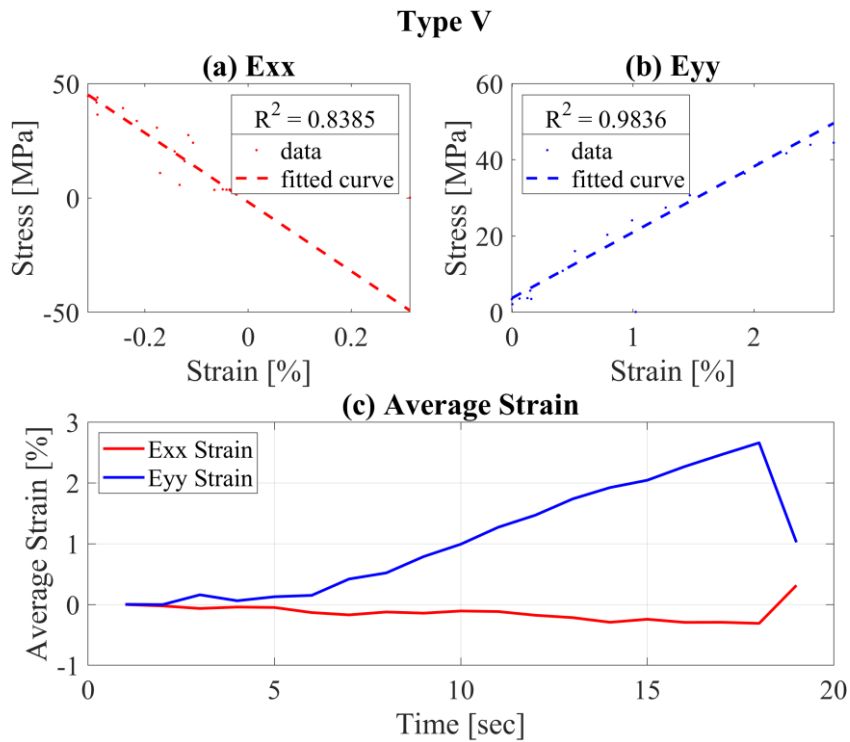 Type V
(a) Exx
Stress [MPa]
50
0
-50
-0.2
0
0.2
Strain [%]
R² = 0.8385
data
fitted curve
(b) Eyy
Stress [MPa]
60
40
20
0
0
1
2
Strain [%]
R² = 0.9836
data
fitted curve
(c) Average Strain
Average Strain [%]
3
2
1
0
-1
0
5
10
15
20
Time [sec]
Exx Strain
Eyy Strain